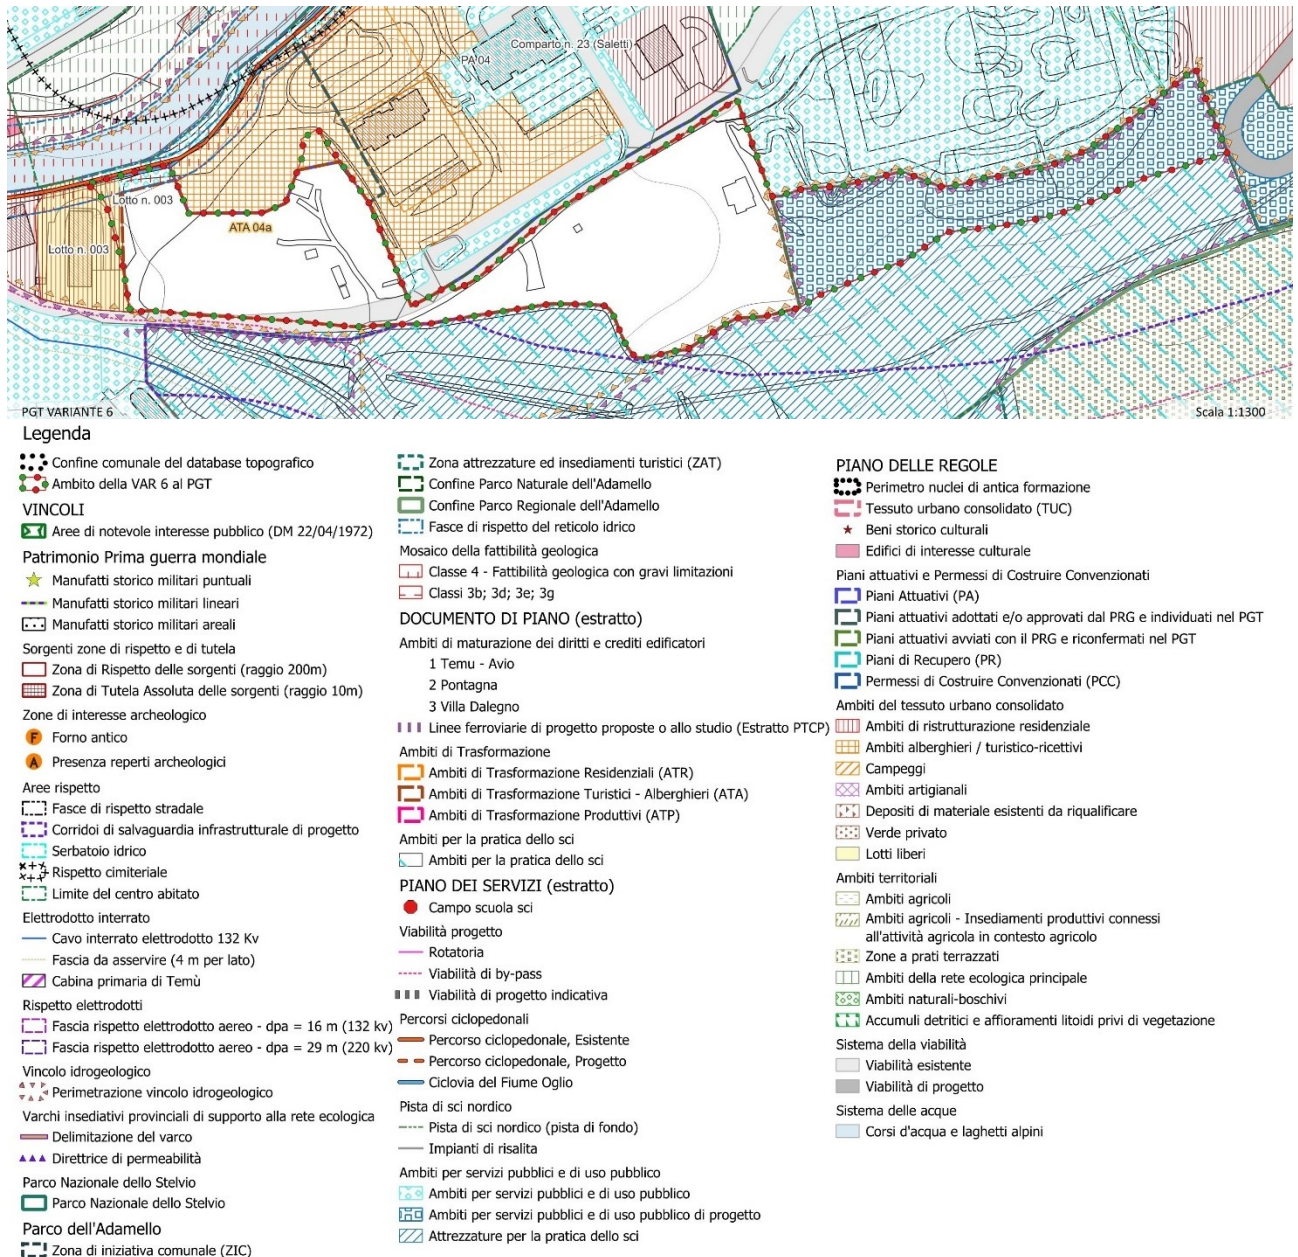 Comparto n. 23 (Saletti)
PA 04
Lotto n. 003
ATA 04a
Lotto n. 003
PGT VARIANTE 6
Scala 1:1300
Legenda
Confine comunale del database topografico
Ambito della VAR 6 al PGT
VINCOLI
Aree di notevole interesse pubblico (DM 22/04/1972)
Patrimonio Prima guerra mondiale
Manufatti storico militari puntuali
Manufatti storico militari lineari
Manufatti storico militari areali
Sorgenti zone di rispetto e di tutela
Zona di Rispetto delle sorgenti (raggio 200m)
Zona di Tutela Assoluta delle sorgenti (raggio 10m)
Zone di interesse archeologico
F Forno antico
A Presenza reperti archeologici
Aree rispetto
Fasce di rispetto stradale
Corridoi di salvaguardia infrastrutturale di progetto
Serbatoio idrico
Rispetto cimiteriale
Limite del centro abitato
Elettrodotto interrato
Cavo interrato elettrodotto 132 Kv
Fascia da asservire (4 m per lato)
Cabina primaria di Temù
Rispetto elettrodotti
Fascia rispetto elettrodotto aereo - dpa = 16 m (132 kv)
Fascia rispetto elettrodotto aereo - dpa = 29 m (220 kv)
Vincolo idrogeologico
Perimetrazione vincolo idrogeologico
Varchi insediativi provinciali di supporto alla rete ecologica
Delimitazione del varco
Direttrice di permeabilità
Parco Nazionale dello Stelvio
Parco Nazionale dello Stelvio
Parco dell'Adamello
Zona di iniziativa comunale (ZIC)
Zona attrezzature ed insediamenti turistici (ZAT)
Confine Parco Naturale dell'Adamello
Confine Parco Regionale dell'Adamello
Fasce di rispetto del reticolo idrico
Mosaico della fattibilità geologica
Classe 4 - Fattibilità geologica con gravi limitazioni
Classi 3b; 3d; 3e; 3g
DOCUMENTO DI PIANO (estratto)
Ambiti di maturazione dei diritti e crediti edificatori
1 Temu - Avio
2 Pontagna
3 Villa Dalegno
Linee ferroviarie di progetto proposte o allo studio (Estratto PTCP)
Ambiti di Trasformazione
Ambiti di Trasformazione Residenziali (ATR)
Ambiti di Trasformazione Turistici - Alberghieri (ATA)
Ambiti di Trasformazione Produttivi (ATP)
Ambiti per la pratica dello sci
Ambiti per la pratica dello sci
PIANO DEI SERVIZI (estratto)
Campo scuola sci
Viabilità progetto
Rotatoria
Viabilità di by-pass
Viabilità di progetto indicativa
Percorsi ciclopedonali
Percorso ciclopedonale, Esistente
Percorso ciclopedonale, Progetto
Ciclovia del Fiume Oglio
Pista di sci nordico
Pista di sci nordico (pista di fondo)
Impianti di risalita
Ambiti per servizi pubblici e di uso pubblico
Ambiti per servizi pubblici e di uso pubblico
Ambiti per servizi pubblici e di uso pubblico di progetto
Attrezzature per la pratica dello sci
PIANO DELLE REGOLE
Perimetro nuclei di antica formazione
Tessuto urbano consolidato (TUC)
Beni storico culturali
Edifici di interesse culturale
Piani attuativi e Permessi di Costruire Convenzionati
Piani Attuativi (PA)
Piani attuativi adottati e/o approvati dal PRG e individuati nel PGT
Piani attuativi avviati con il PRG e riconfermati nel PGT
Piani di Recupero (PR)
Permessi di Costruire Convenzionati (PCC)
Ambiti del tessuto urbano consolidato
Ambiti di ristrutturazione residenziale
Ambiti alberghieri / turistico-ricettivi
Campeggi
Ambiti artigianali
Depositi di materiale esistenti da riqualificare
Verde privato
Lotti liberi
Ambiti territoriali
Ambiti agricoli
Ambiti agricoli - Insediamenti produttivi connessi
all'attività agricola in contesto agricolo
Zone a prati terrazzati
Ambiti della rete ecologica principale
Ambiti naturali-boschivi
Accumuli detritici e affioramenti litoidi privi di vegetazione
Sistema della viabilità
Viabilità esistente
Viabilità di progetto
Sistema delle acque
Corsi d'acqua e laghetti alpini